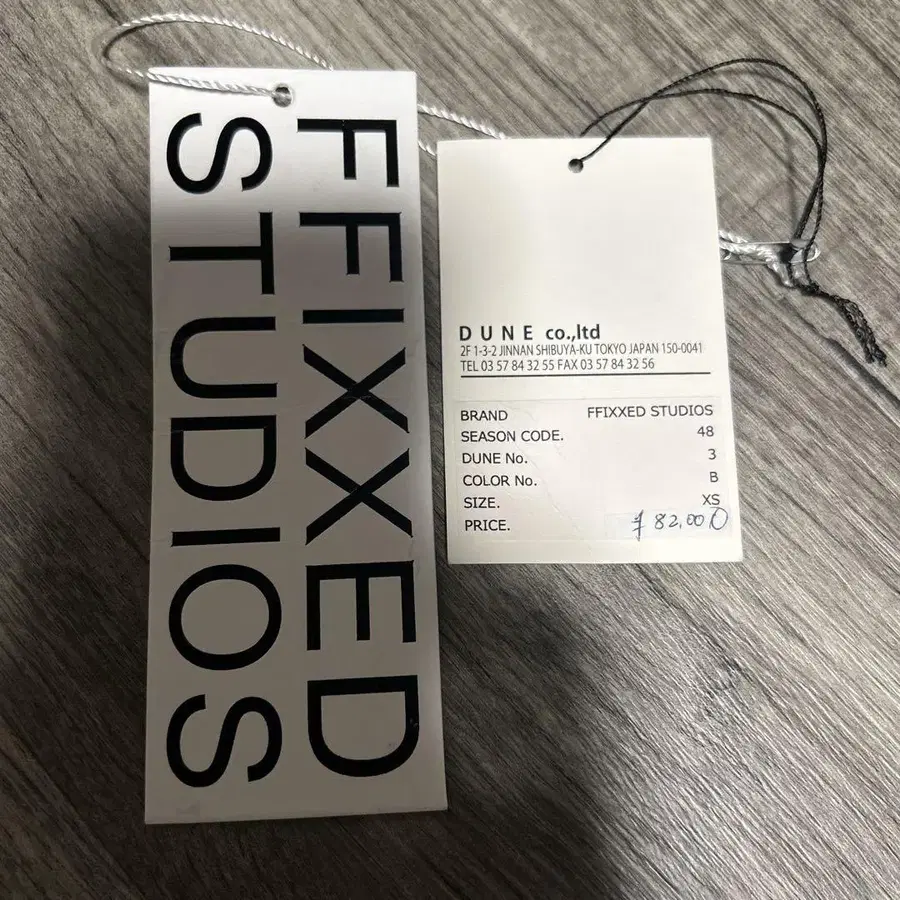 FFIXXED
STUDIOS
DUNE co.,ltd
2F 1-3-2 JINNAN SHIBUYA-KU TOKYO JAPAN 150-0041
TEL 03 57 84 32 55 FAX 03 57 84 32 56
BRAND FFIXXED STUDIOS
SEASON CODE. 48
DUNE No. 3
COLOR No. B
SIZE. XS
PRICE. ¥82,000